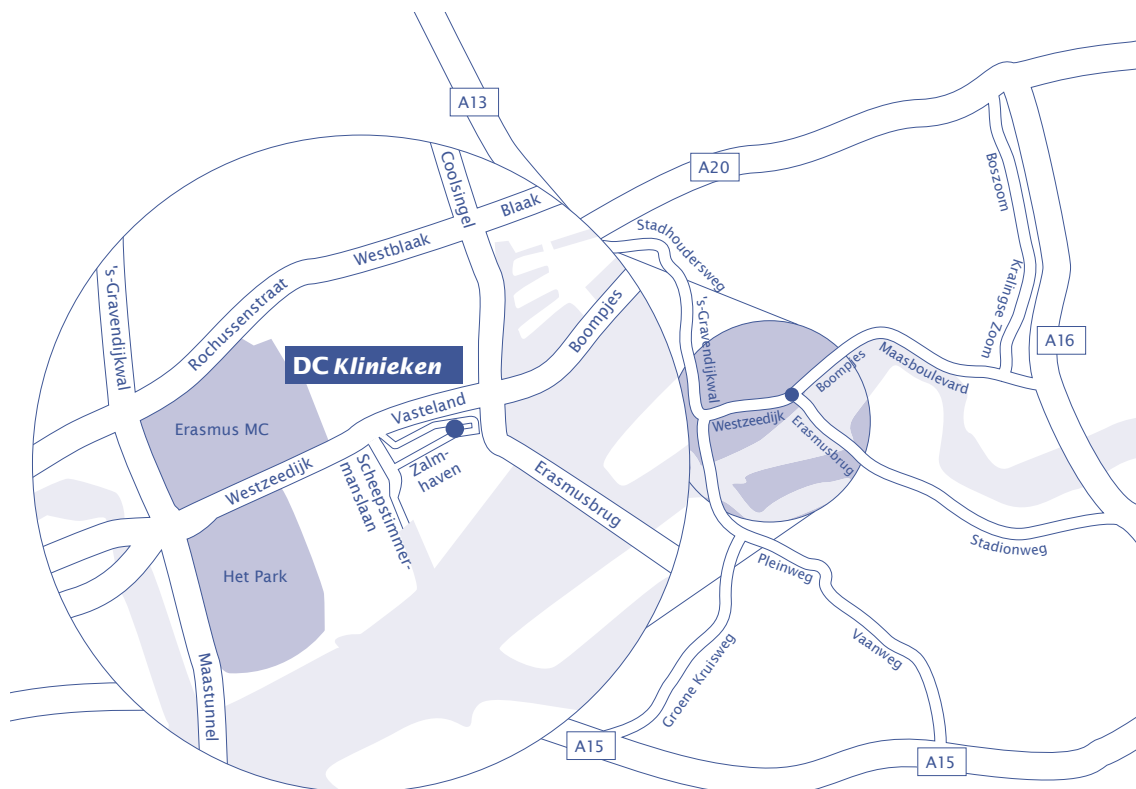 A13
A20
Coolsingel
Blaak
Westblaak
Stadhoudersweg
Boszoom
's-Gravendijkwal
Rochussenstraat
Boompjes
's-Gravendijkwal
Kralingse Zoom
A16
DC Klinieken
Boompjes
Maasboulevard
Vasteland
Westzeedijk
Erasmusbrug
Erasmus MC
Westzeedijk
Scheepstimmer-
manslaan
Zalm-
haven
Erasmusbrug
Stadionweg
Het Park
Pleinweg
Vaanweg
Groene Kruisweg
Maastunnel
A15
A15